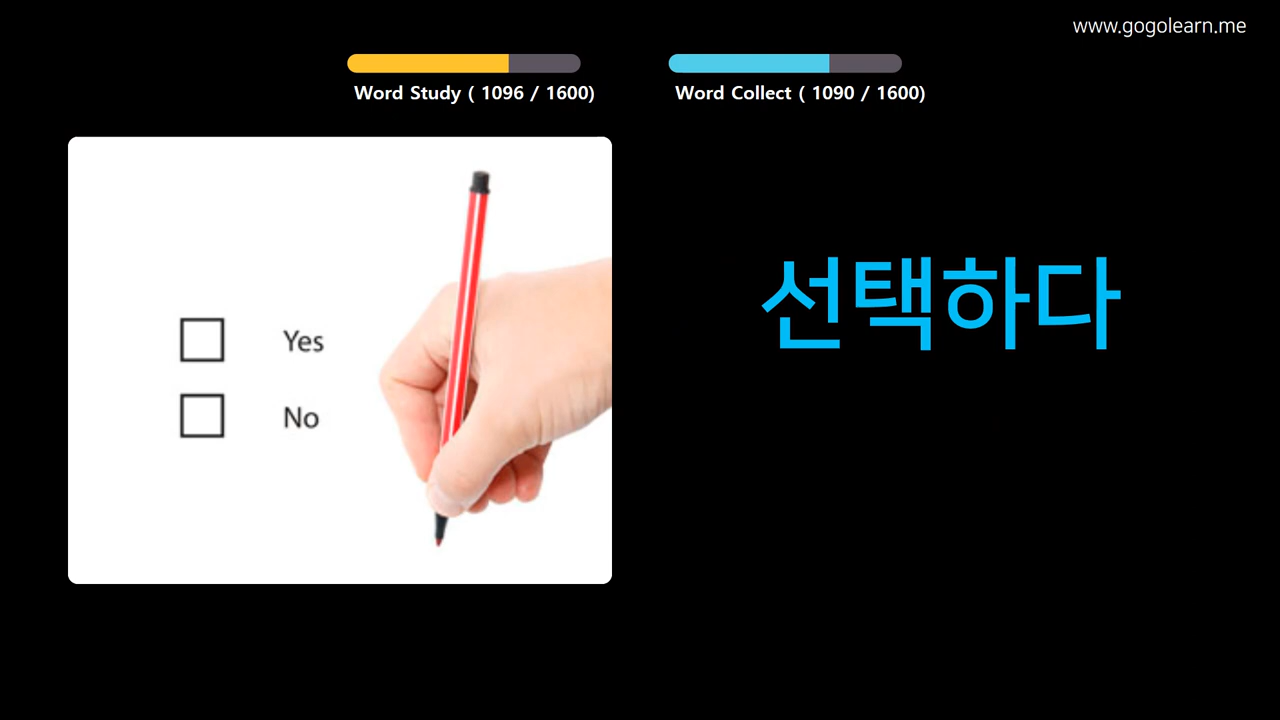 www.gogolearn.me
Word Study ( 1096 / 1600)
Word Collect ( 1090 / 1600)
선택하다
Yes
No